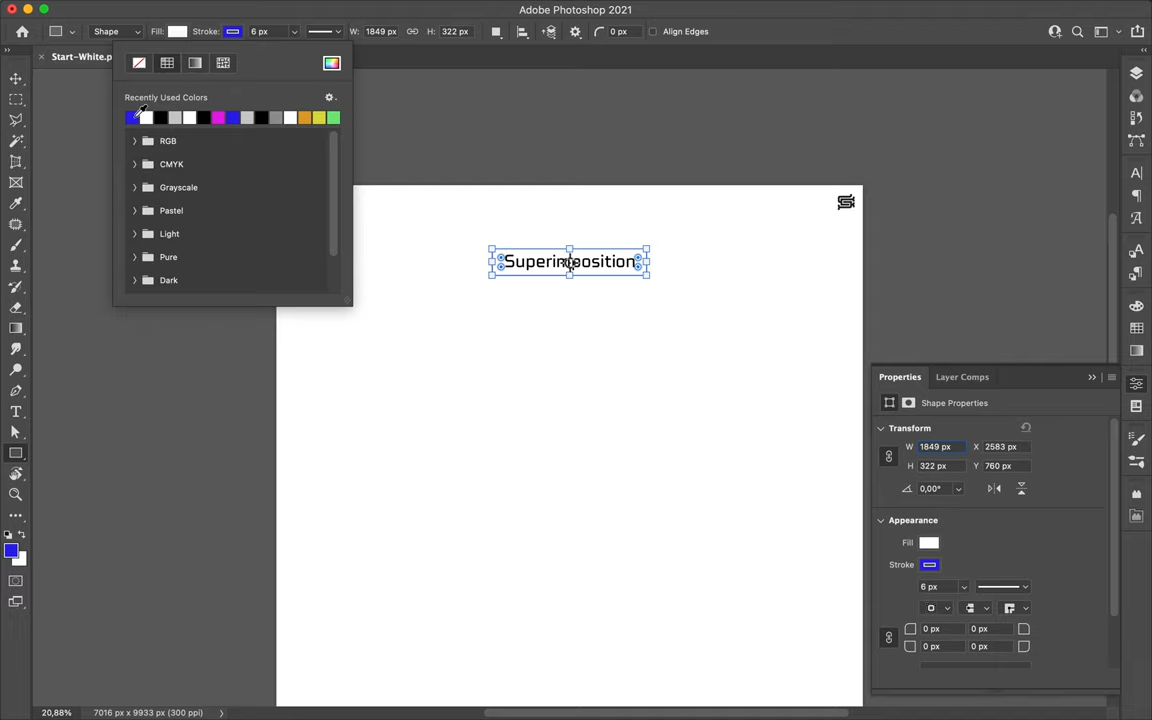 Adobe Photoshop 2021
Shape Fill: Stroke: 6 px W: 1849 px H: 322 px 0 px Align Edges
Start-White.p
Recently Used Colors
RGB
CMYK
Grayscale
Pastel
Light
Pure
Dark
Superimposition
Properties Layer Comps
Shape Properties
Transform
W 1849 px X 2583 px
H 322 px Y 760 px
0,00°
Appearance
Fill
Stroke
6 px
0 px 0 px
0 px 0 px
20,88% 7016 px x 9933 px (300 ppi)